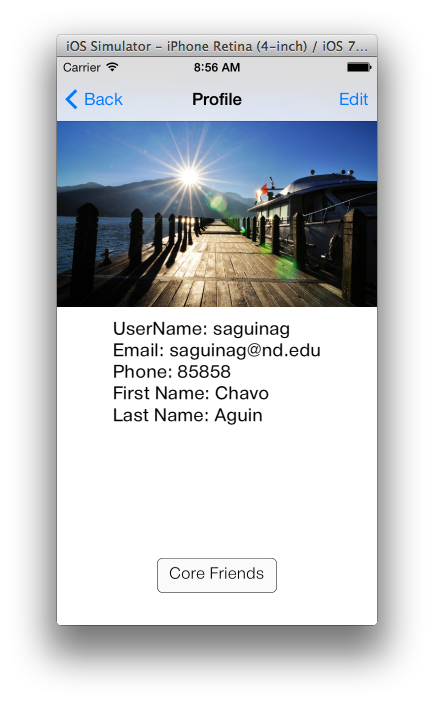 iOS Simulator - iPhone Retina (4-inch) / iOS 7...
Carrier 8:56 AM
Back Profile Edit
UserName: saguinag
Email: saguinag@nd.edu
Phone: 85858
First Name: Chavo
Last Name: Aguin
Core Friends